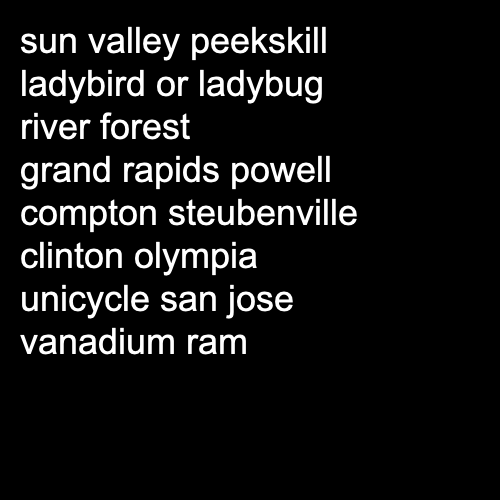 sun valley peekskill
ladybird or ladybug
river forest
grand rapids powell
compton steubenville
clinton olympia
unicycle san jose
vanadium ram